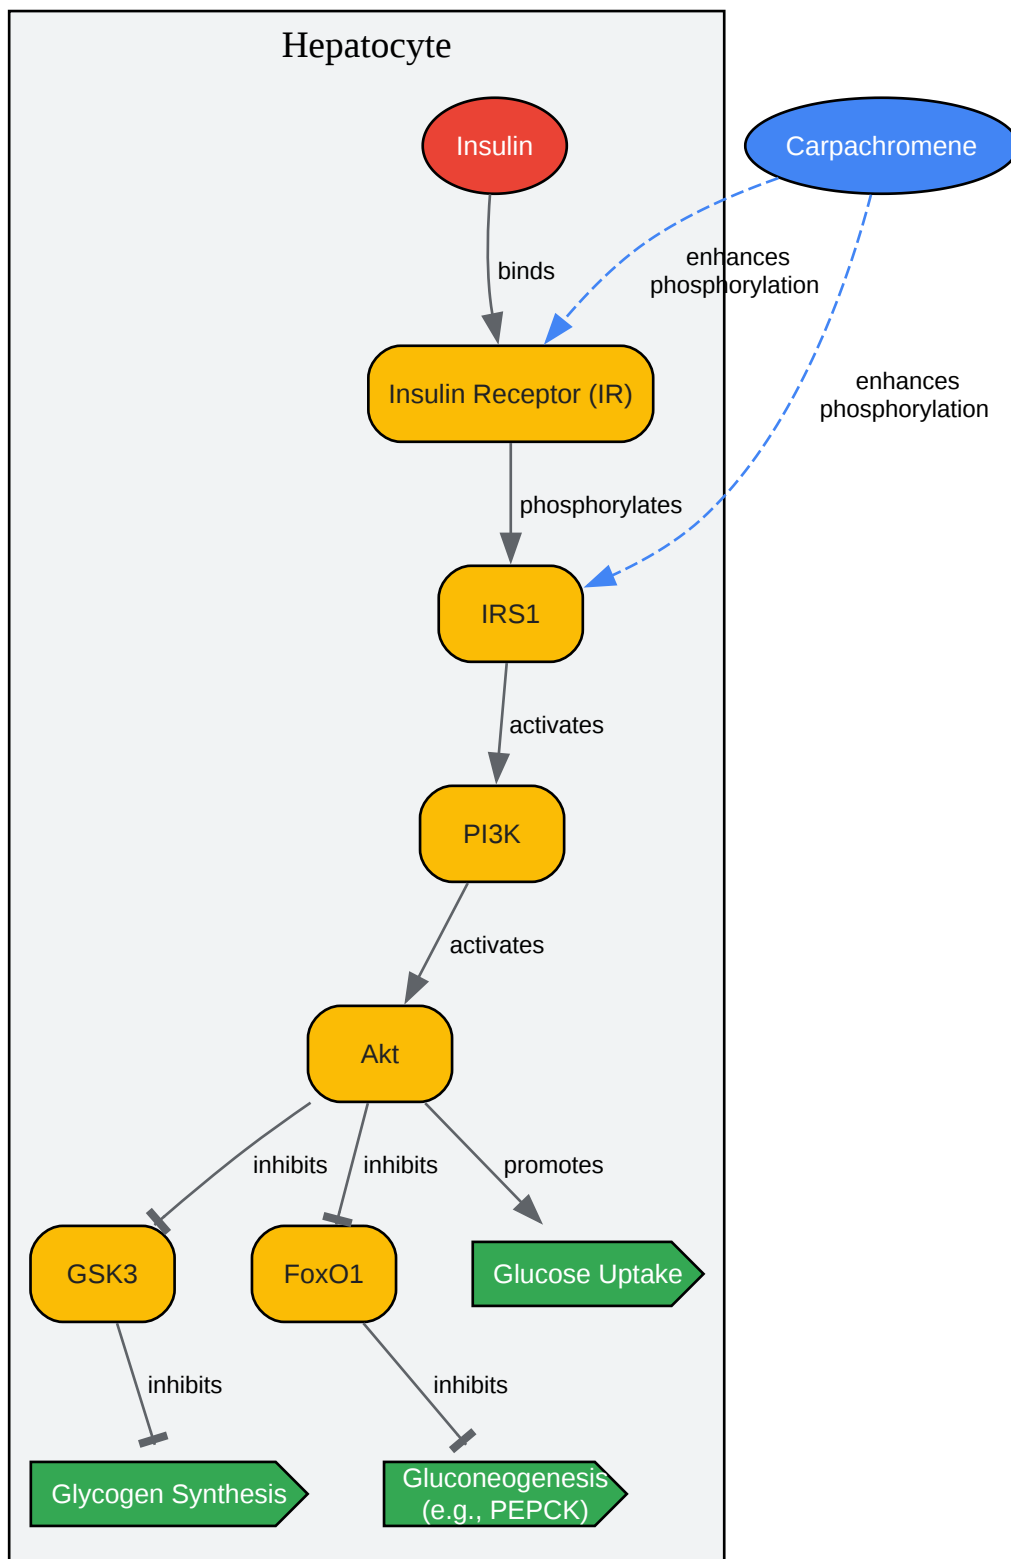 Hepatocyte
Insulin
Carpachromene
enhances
phosphorylation
binds
enhances
phosphorylation
Insulin Receptor (IR)
phosphorylates
IRS1
activates
PI3K
activates
Akt
inhibits
inhibits
promotes
GSK3
FoxO1
Glucose Uptake
inhibits
inhibits
Glycogen Synthesis
Gluconeogenesis
(e.g., PEPCK)